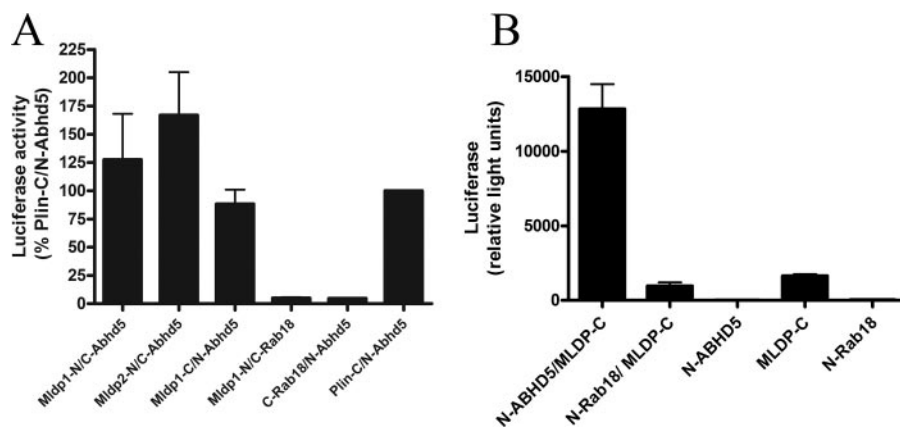 A
Luciferase activity
(% Plin-C/N-Abhd5)
225
200
175
150
125
100
75
50
25
0
Mldp1-N/C-Abhd5
Mldp2-N/C-Abhd5
Mldp1-C/N-Abhd5
Mldp1-N/C-Rab18
C-Rab18/N-Abhd5
Plin-C/N-Abhd5
B
Luciferase
(relative light units)
15000
10000
5000
0
N-ABHD5/MLDP-C
N-Rab18/ MLDP-C
N-ABHD5
MLDP-C
N-Rab18